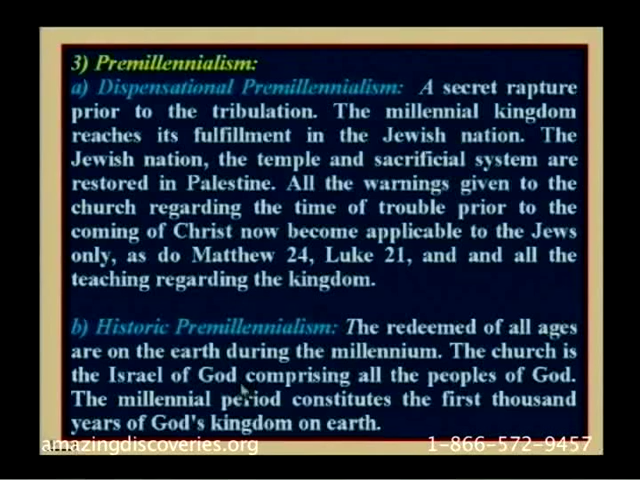 3) Premillennialism:
a) Dispensational Premillennialism: A secret rapture
prior to the tribulation. The millennial kingdom
reaches its fulfillment in the Jewish nation. The
Jewish nation, the temple and sacrificial system are
restored in Palestine. All the warnings given to the
church regarding the time of trouble prior to the
coming of Christ now become applicable to the Jews
only, as do Matthew 24, Luke 21, and and all the
teaching regarding the kingdom.
b) Historic Premillennialism: The redeemed of all ages
are on the earth during the millennium. The church is
the Israel of God comprising all the peoples of God.
The millennial period constitutes the first thousand
years of God's kingdom on earth.
amazingdiscoveries.org 1-866-572-9457